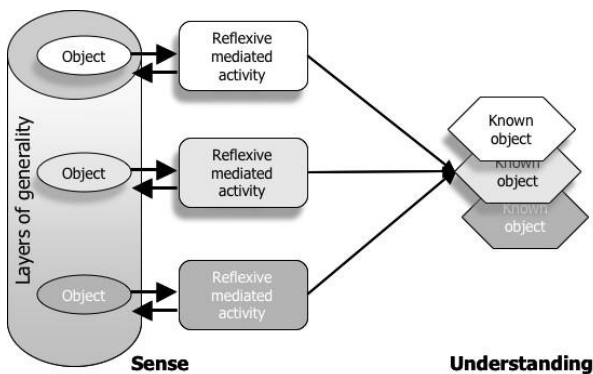 Layers of generality
Object
Reflexive
mediated
activity
Object
Reflexive
mediated
activity
Object
Reflexive
mediated
activity
Known
object
Known
object
Known
object
Sense
Understanding